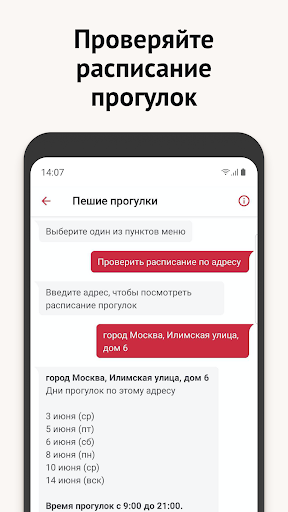 Проверяйте
расписание
прогулок
14:07
Пешие прогулки
Выберите один из пунктов меню
Проверить расписание по адресу
Введите адрес, чтобы посмотреть
расписание прогулок
город Москва, Илимская улица,
дом 6
город Москва, Илимская улица, дом 6
Дни прогулок по этому адресу
3 июня (ср)
5 июня (пт)
6 июня (сб)
8 июня (пн)
10 июня (ср)
14 июня (вск)
Время прогулок с 9:00 до 21:00.